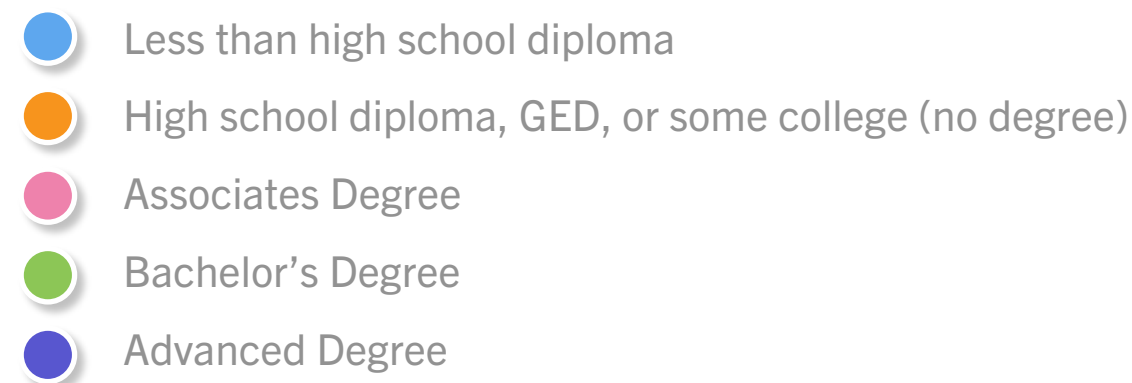 Less than high school diploma
High school diploma, GED, or some college (no degree)
Associates Degree
Bachelor’s Degree
Advanced Degree